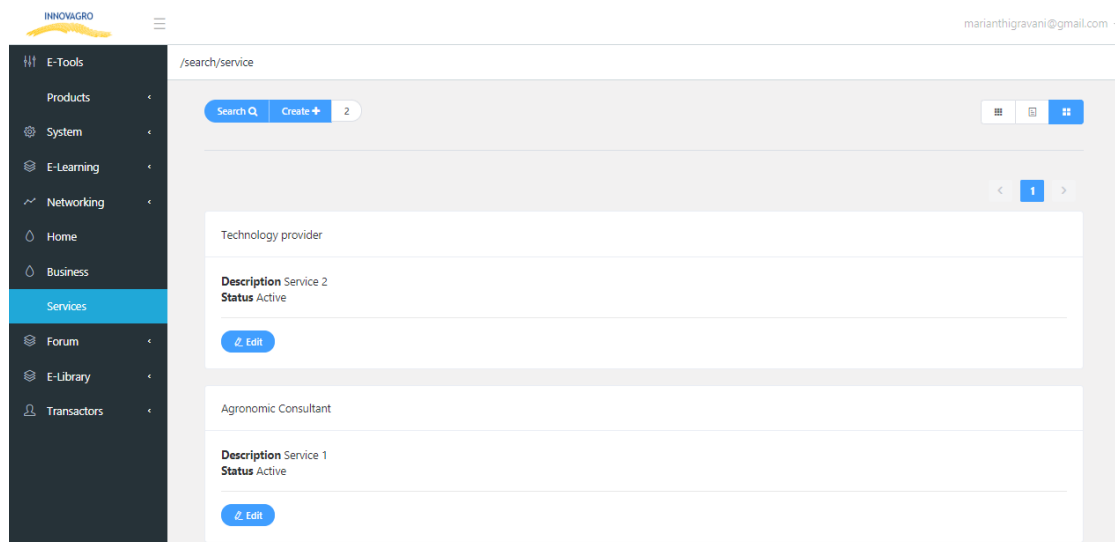 INNOVAGRO
marianthigravani@gmail.com
E-Tools
/search/service
Products
Search Create + 2
System
E-Learning
Networking
1
Home
Technology provider
Business
Description Service 2
Status Active
Services
Forum
Edit
E-Library
Transactors
Agronomic Consultant
Description Service 1
Status Active
Edit